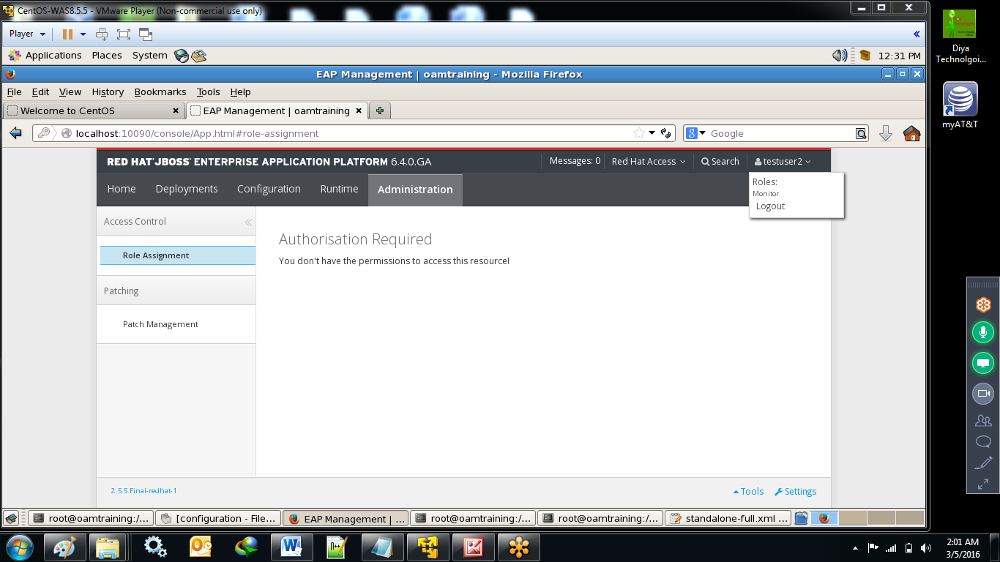 CentOS-WAS8.5.5 - VMware Player (Non-commercial use only)
Player
Applications Places System 12:31 PM
EAP Management | oamtraining - Mozilla Firefox
File Edit View History Bookmarks Tools Help
Welcome to CentOS
EAP Management | oamtraining
localhost:10090/console/App.html#role-assignment
Google
RED HAT JBOSS ENTERPRISE APPLICATION PLATFORM 6.4.0.GA
Messages: 0 Red Hat Access Search testuser2
Home Deployments Configuration Runtime Administration
Roles:
Monitor
Logout
Access Control
Role Assignment
Patching
Patch Management
Authorisation Required
You don't have the permissions to access this resource!
2.5.5.Final-redhat-1
Tools Settings
root@oamtraining:/...
[configuration - File...
EAP Management | ...
root@oamtraining:/...
root@oamtraining:/...
standalone-full.xml ...
Diya
Technolgoi...
myAT&T
2:01 AM
3/5/2016